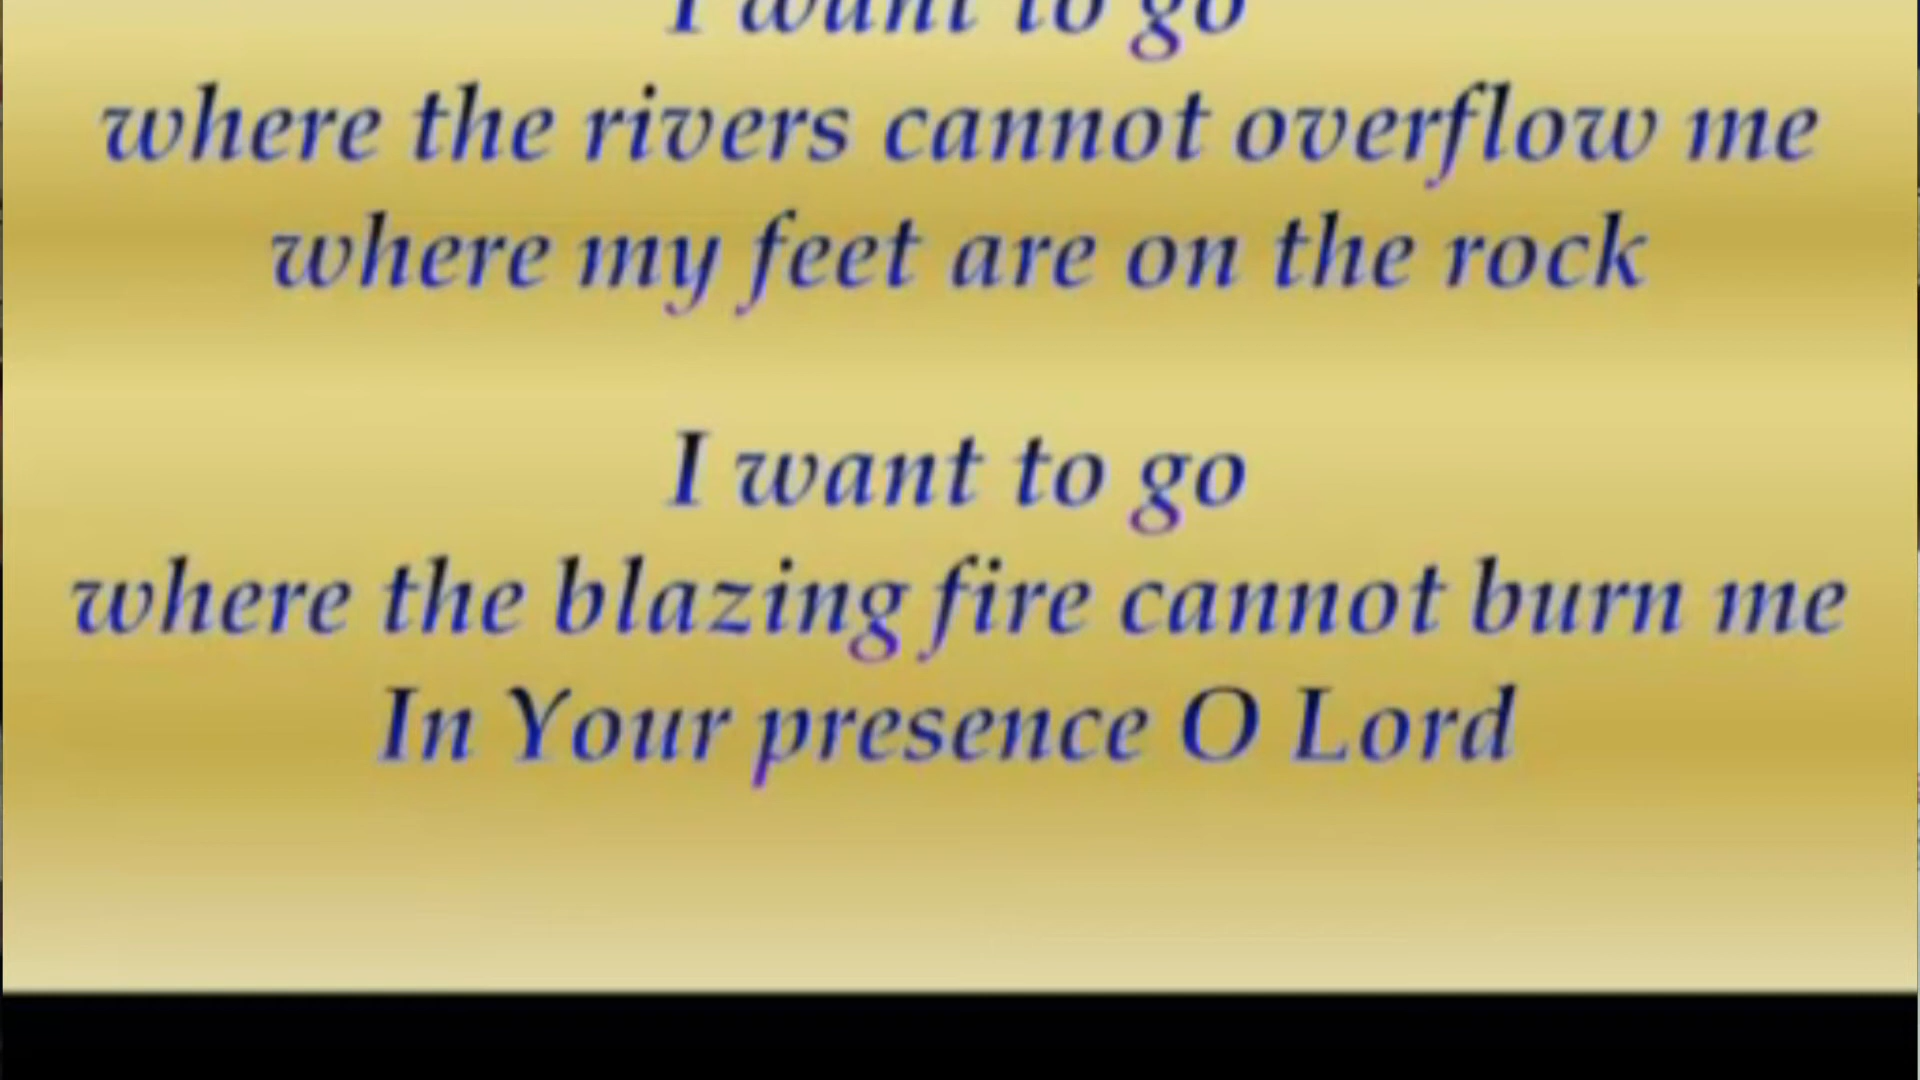 I want to go
where the rivers cannot overflow me
where my feet are on the rock
I want to go
where the blazing fire cannot burn me
In Your presence O Lord